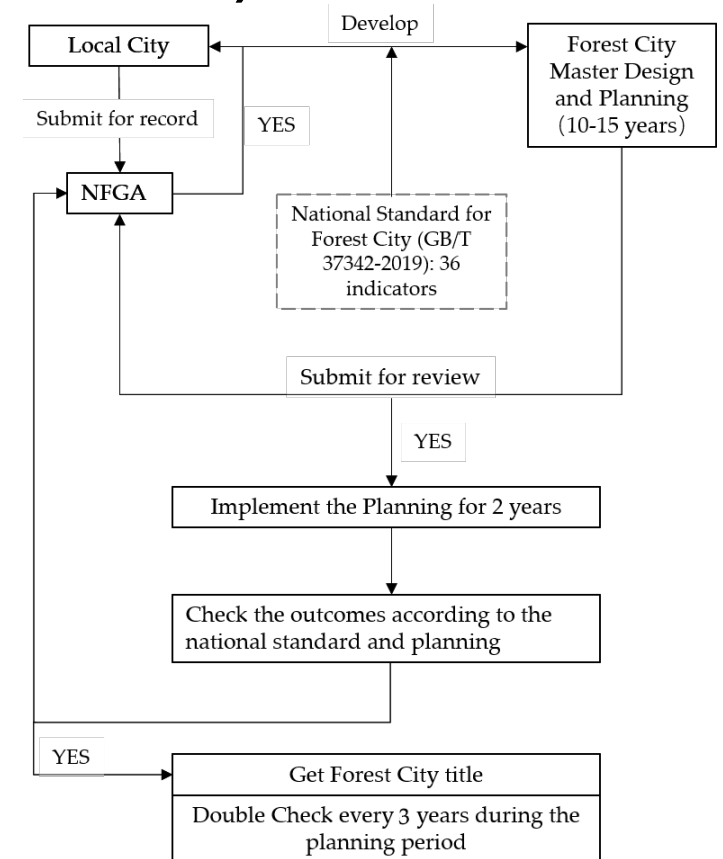 Develop
Local City
Forest City
Master Design
and Planning
(10-15 years)
Submit for record
YES
NFGA
National Standard for
Forest City (GB/T
37342-2019): 36
indicators
Submit for review
YES
Implement the Planning for 2 years
Check the outcomes according to the
national standard and planning
YES
Get Forest City title
Double Check every 3 years during the
planning period